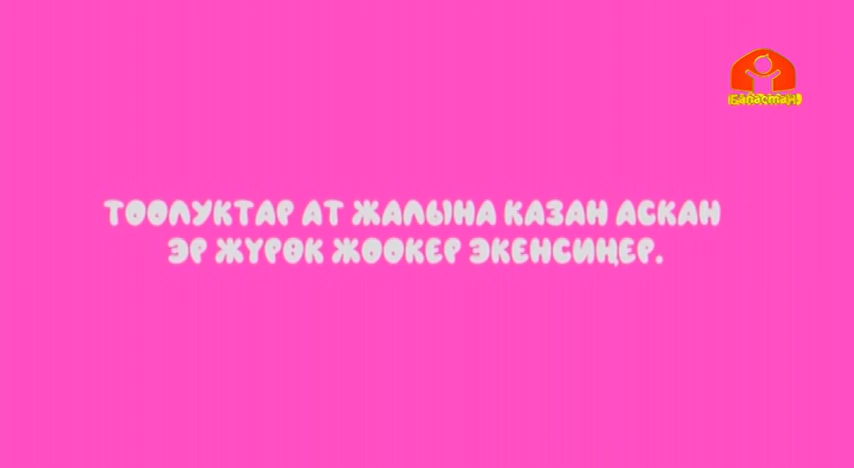 Баластан
ТООЛУКТАР АТ ЖАЛЫНА КАЗАН АСКАН
ЭР ЖҮРӨК ЖООКЕР ЭКЕНСИҢЕР.